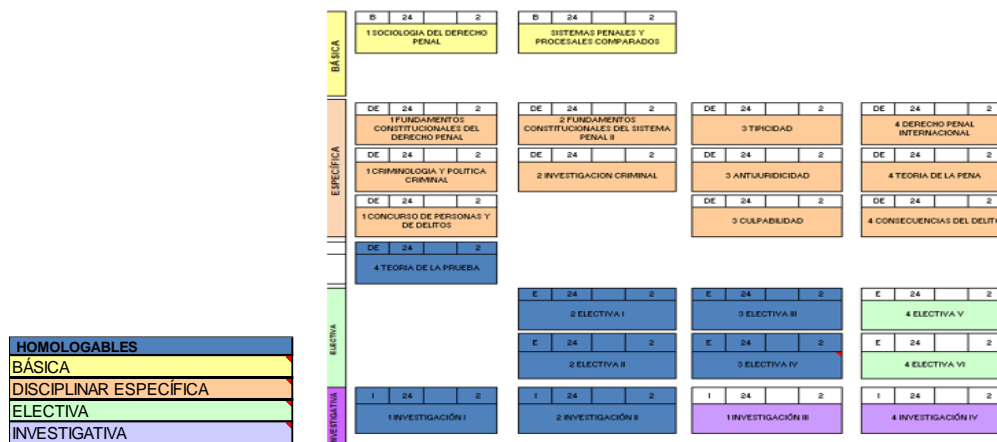 B 24 2
1 SOCIOLOGIA DEL DERECHO
PENAL
B 24 2
SISTEMAS PENALES Y
PROCESALES COMPARADOS
BÁSICA
DE 24 2
1 FUNDAMENTOS
CONSTITUCIONALES DEL
DERECHO PENAL
DE 24 2
2 FUNDAMENTOS
CONSTITUCIONALES DEL SISTEMA
PENAL II
DE 24 2
3 TIPICIDAD
DE 24 2
4 DERECHO PENAL
INTERNACIONAL
ESPECÍFICA
DE 24 2
1 CRIMINOLOGIA Y POLITICA
CRIMINAL
DE 24 2
2 INVESTIGACION CRIMINAL
DE 24 2
3 ANTIJURIDICIDAD
DE 24 2
4 TEORIA DE LA PENA
DE 24 2
1 CONCURSO DE PERSONAS Y
DE DELITOS
DE 24 2
3 CULPABILIDAD
DE 24 2
4 CONSECUENCIAS DEL DELITO
DE 24 2
4 TEORIA DE LA PRUEBA
ELECTIVA
E 24 2
2 ELECTIVA I
E 24 2
3 ELECTIVA III
E 24 2
4 ELECTIVA V
E 24 2
2 ELECTIVA II
E 24 2
3 ELECTIVA IV
E 24 2
4 ELECTIVA VI
INVESTIGATIVA
I 24 2
1 INVESTIGACIÓN I
I 24 2
2 INVESTIGACIÓN II
I 24 2
1 INVESTIGACIÓN III
I 24 2
4 INVESTIGACIÓN IV
HOMOLOGABLES
BÁSICA
DISCIPLINAR ESPECÍFICA
ELECTIVA
INVESTIGATIVA